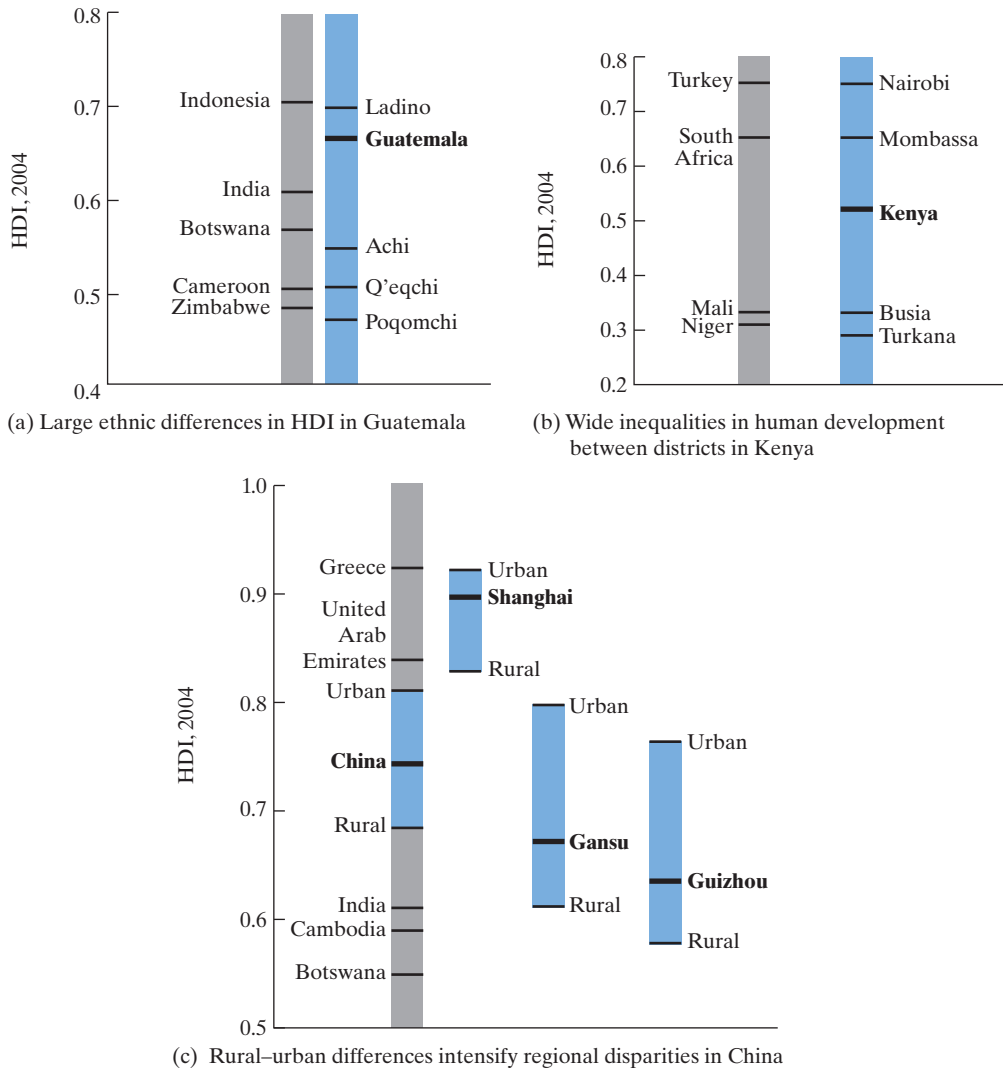 0.8
0.7
0.6
0.5
0.4
HDI, 2004
Indonesia
India
Botswana
Cameroon
Zimbabwe
Ladino
Guatemala
Achi
Q'eqchi
Poqomchi
(a) Large ethnic differences in HDI in Guatemala
0.8
0.7
0.6
0.5
0.4
0.3
0.2
HDI, 2004
Turkey
South
Africa
Mali
Niger
Nairobi
Mombassa
Kenya
Busia
Turkana
(b) Wide inequalities in human development
between districts in Kenya
1.0
0.9
0.8
0.7
0.6
0.5
HDI, 2004
Greece
United
Arab
Emirates
Urban
China
Rural
India
Cambodia
Botswana
Urban
Shanghai
Rural
Urban
Gansu
Rural
Urban
Guizhou
Rural
(c) Rural–urban differences intensify regional disparities in China